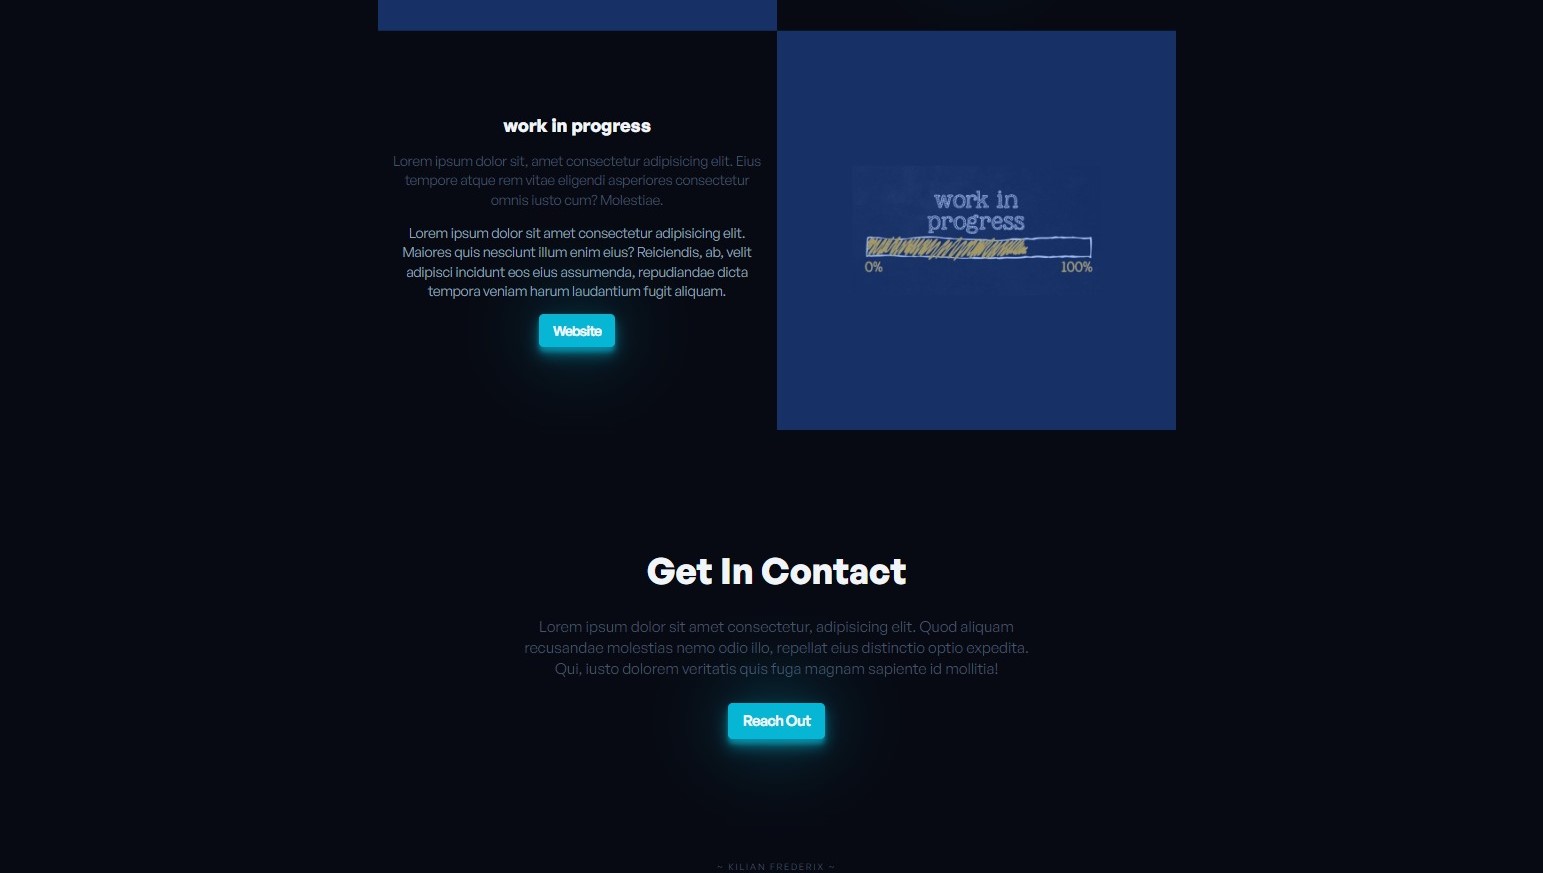 work in progress
Lorem ipsum dolor sit, amet consectetur adipisicing elit. Eius
tempore atque rem vitae eligendi asperiores consectetur
omnis iusto cum? Molestiae.
Lorem ipsum dolor sit amet consectetur adipisicing elit.
Maiores quis nesciunt illum enim eius? Reiciendis, ab, velit
adipisci incidunt eos eius assumenda, repudiandae dicta
tempora veniam harum laudantium fugit aliquam.
Website
work in
progress
0% 100%
Get In Contact
Lorem ipsum dolor sit amet consectetur, adipisicing elit. Quod aliquam
recusandae molestias nemo odio illo, repellat eius distinctio optio expedita.
Qui, iusto dolorem veritatis quis fuga magnam sapiente id mollitia!
Reach Out
~ KILIAN FREDERIX ~